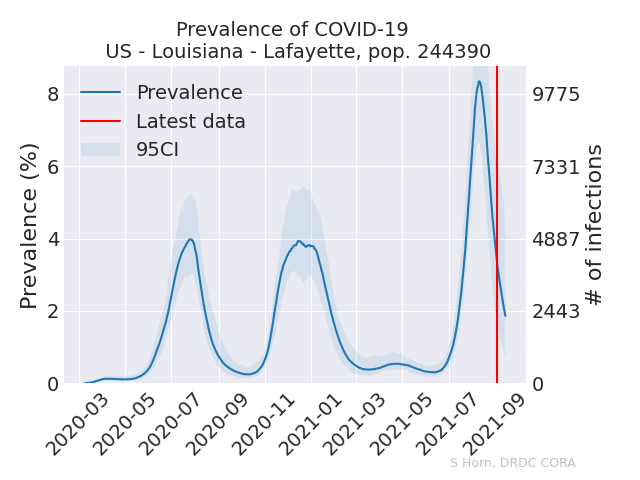 Prevalence of COVID-19
US - Louisiana - Lafayette, pop. 244390
Prevalence
Latest data
95CI
Prevalence (%)
8
6
4
2
0
9775
7331
4887
2443
0
# of infections
2020-03
2020-05
2020-07
2020-09
2020-11
2021-01
2021-03
2021-05
2021-07
2021-09
S Horn, DRDC CORA